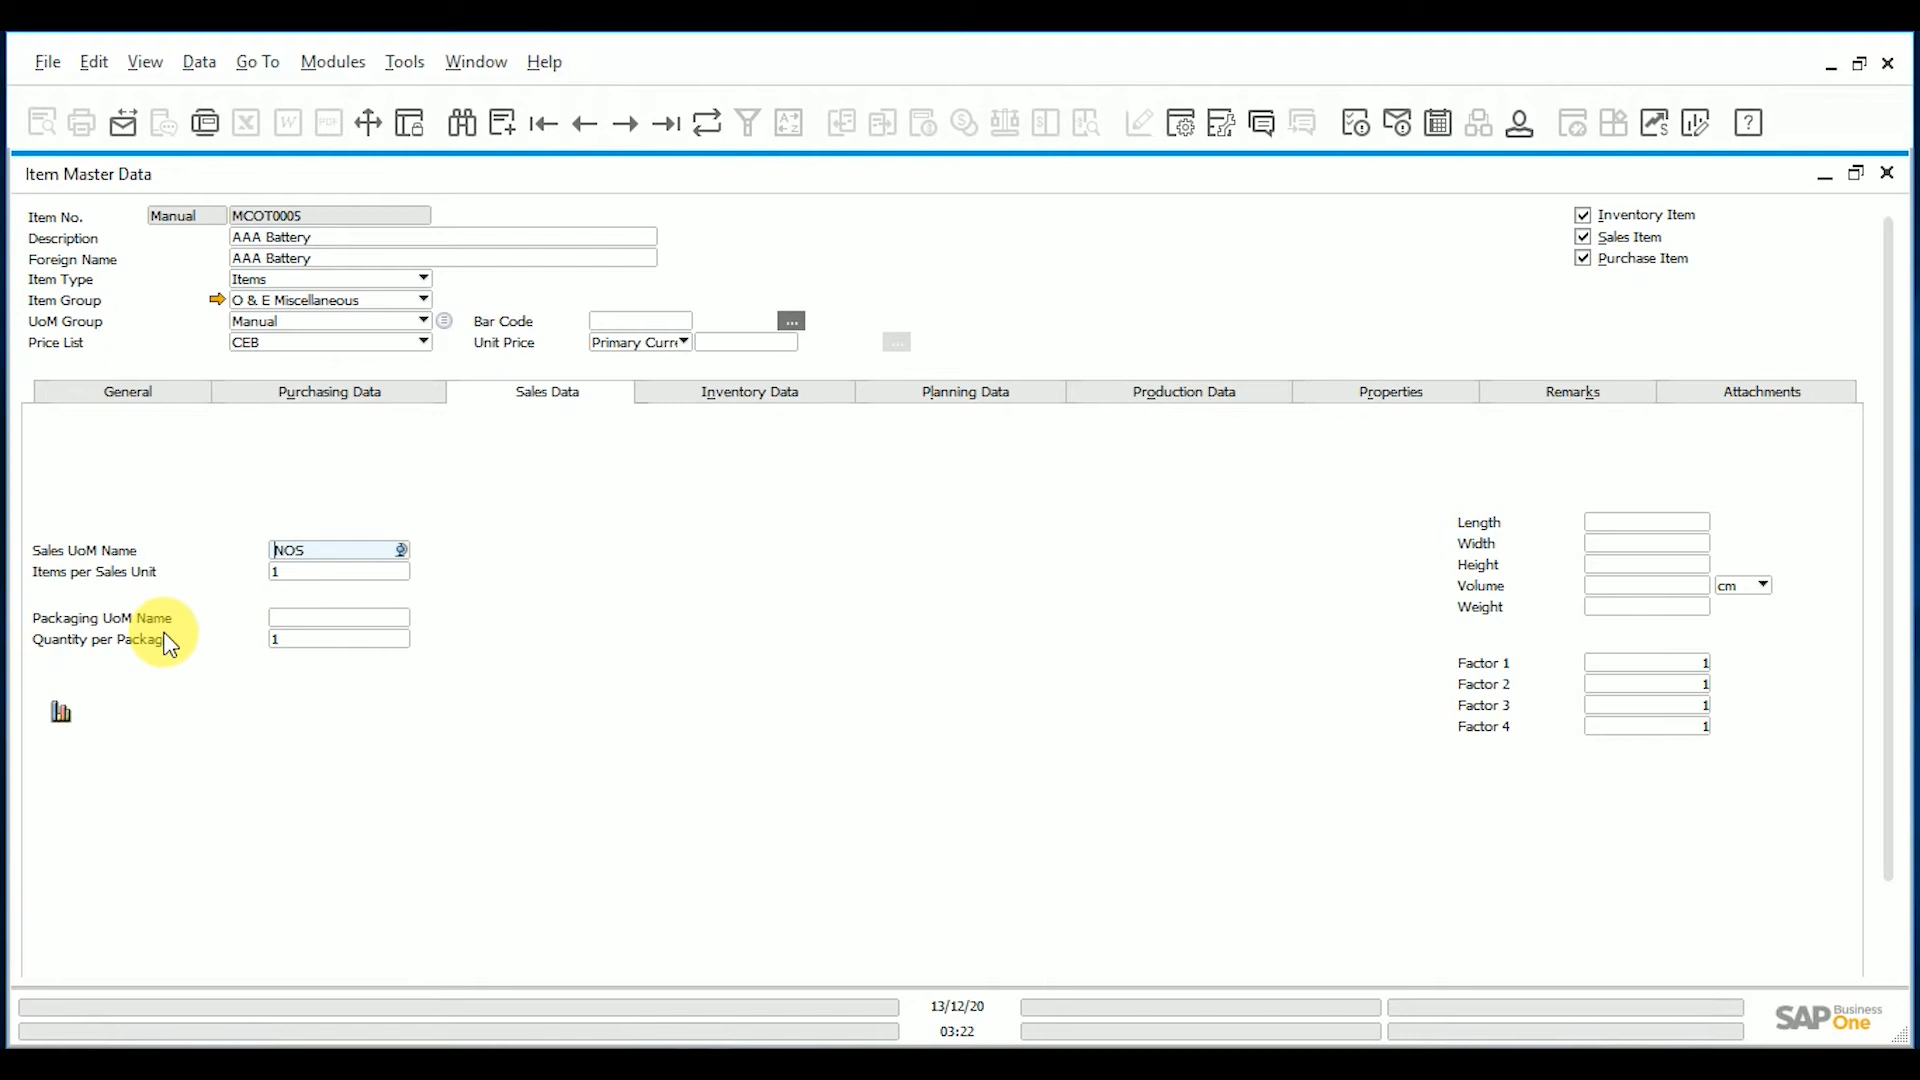 File Edit View Data Go To Modules Tools Window Help
Item Master Data
Item No. Manual MCOT0005
Description AAA Battery
Foreign Name AAA Battery
Item Type Items
Item Group O & E Miscellaneous
UoM Group Manual Bar Code ...
Price List CEB Unit Price Primary Curr ...
Inventory Item
Sales Item
Purchase Item
General Purchasing Data Sales Data Inventory Data Planning Data Production Data Properties Remarks Attachments
Sales UoM Name NOS
Items per Sales Unit 1
Packaging UoM Name
Quantity per Packag 1
Length
Width
Height
Volume cm
Weight
Factor 1 1
Factor 2 1
Factor 3 1
Factor 4 1
13/12/20
03:22
SAP Business One